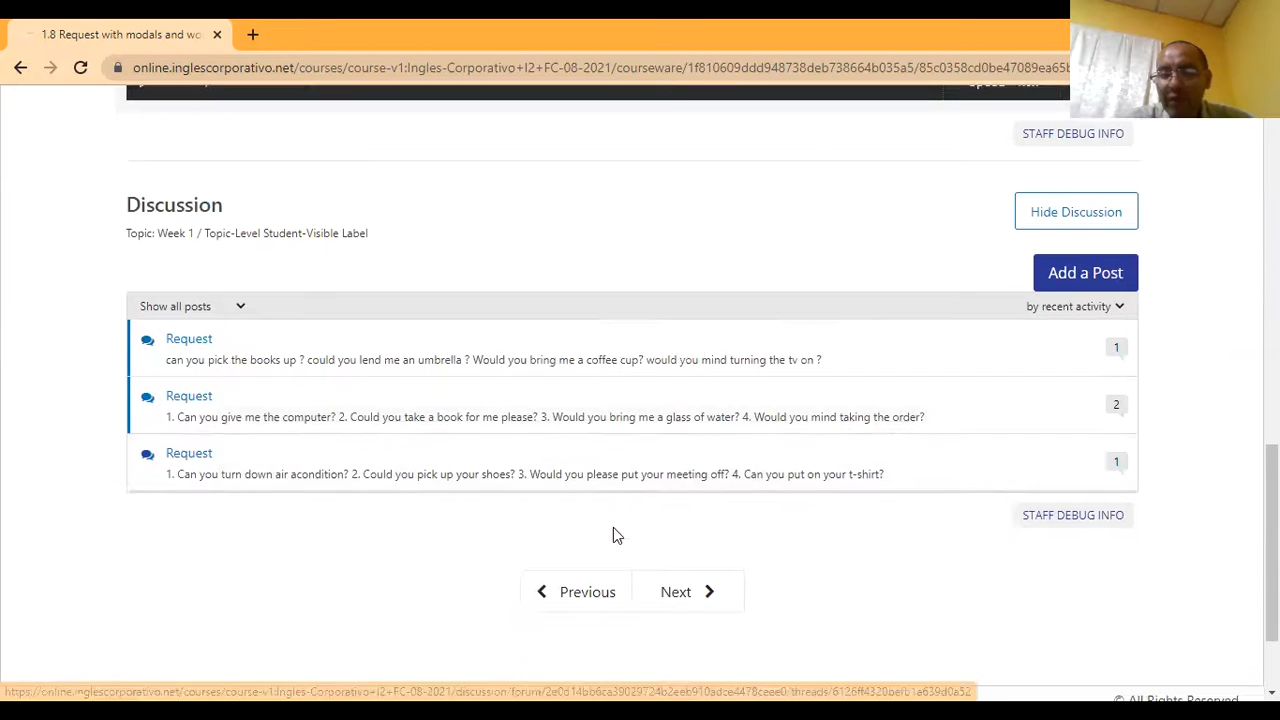 1.8 Request with modals and wo
online.inglescorporativo.net/courses/course-v1:Ingles-Corporativo+I2+FC-08-2021/courseware/1f810609ddd948738deb738664b035a5/85c0358cd0be47089ea65b
STAFF DEBUG INFO
Discussion
Hide Discussion
Topic: Week 1 / Topic-Level Student-Visible Label
Add a Post
Show all posts
by recent activity
Request
can you pick the books up ? could you lend me an umbrella ? Would you bring me a coffee cup? would you mind turning the tv on ?
1
Request
1. Can you give me the computer? 2. Could you take a book for me please? 3. Would you bring me a glass of water? 4. Would you mind taking the order?
2
Request
1. Can you turn down air acondition? 2. Could you pick up your shoes? 3. Would you please put your meeting off? 4. Can you put on your t-shirt?
1
STAFF DEBUG INFO
Previous
Next
© All Rights Reserved